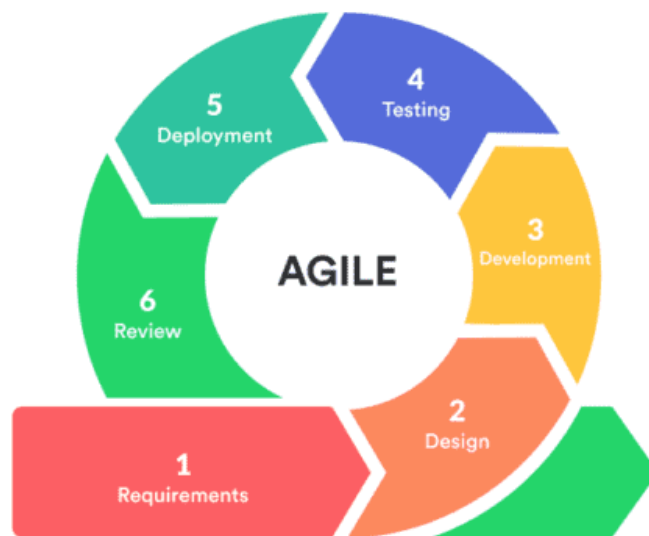 AGILE
1
Requirements
2
Design
3
Development
4
Testing
5
Deployment
6
Review